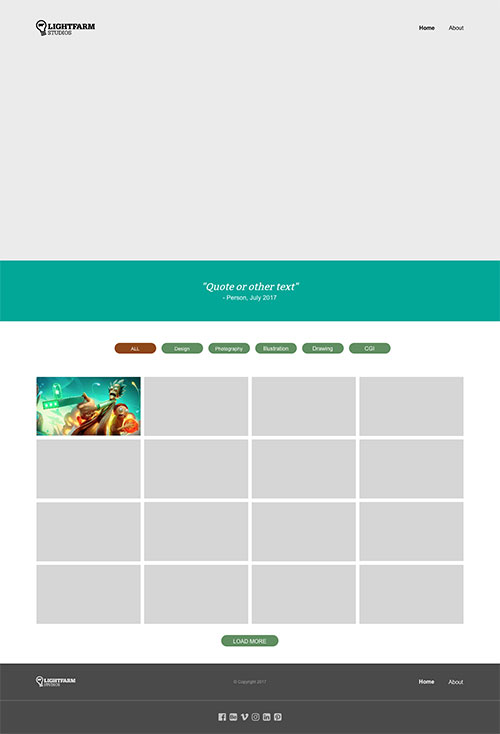 LIGHTFARM
STUDIOS
Home About
"Quote or other text"
- Person, July 2017
ALL Design Photography Illustration Drawing CGI
LOAD MORE
LIGHTFARM
STUDIOS
© Copyright 2017
Home About